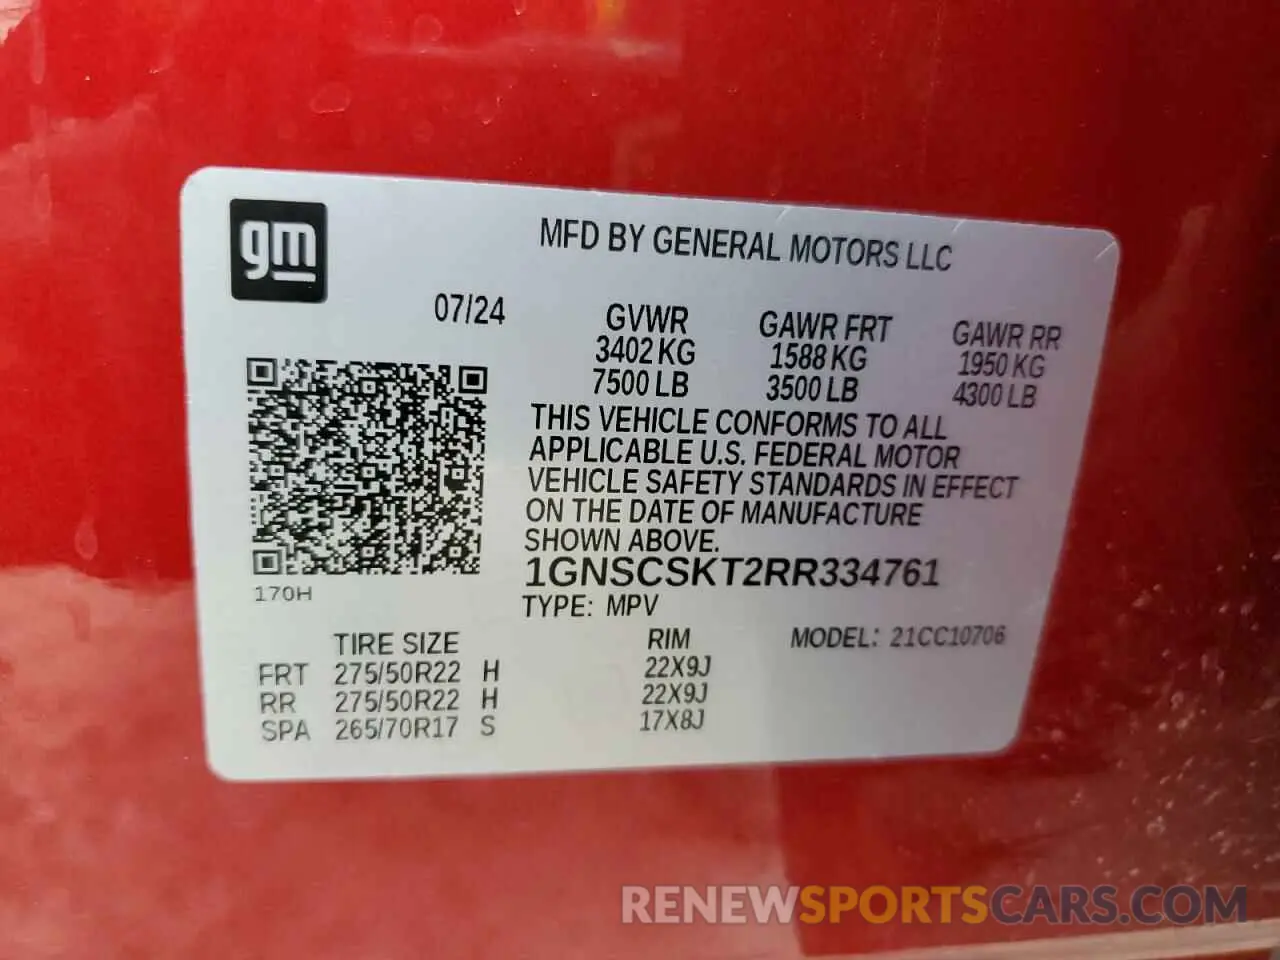 gm
MFD BY GENERAL MOTORS LLC
07/24
GVWR
3402 KG
7500 LB
GAWR FRT
1588 KG
3500 LB
GAWR RR
1950 KG
4300 LB
THIS VEHICLE CONFORMS TO ALL
APPLICABLE U.S. FEDERAL MOTOR
VEHICLE SAFETY STANDARDS IN EFFECT
ON THE DATE OF MANUFACTURE
SHOWN ABOVE.
1GNSCSKT2RR334761
170H
TYPE: MPV
TIRE SIZE RIM MODEL: 21CC10706
FRT 275/50R22 H 22X9J
RR 275/50R22 H 22X9J
SPA 265/70R17 S 17X8J
RENEWSPORTSCARS.COM